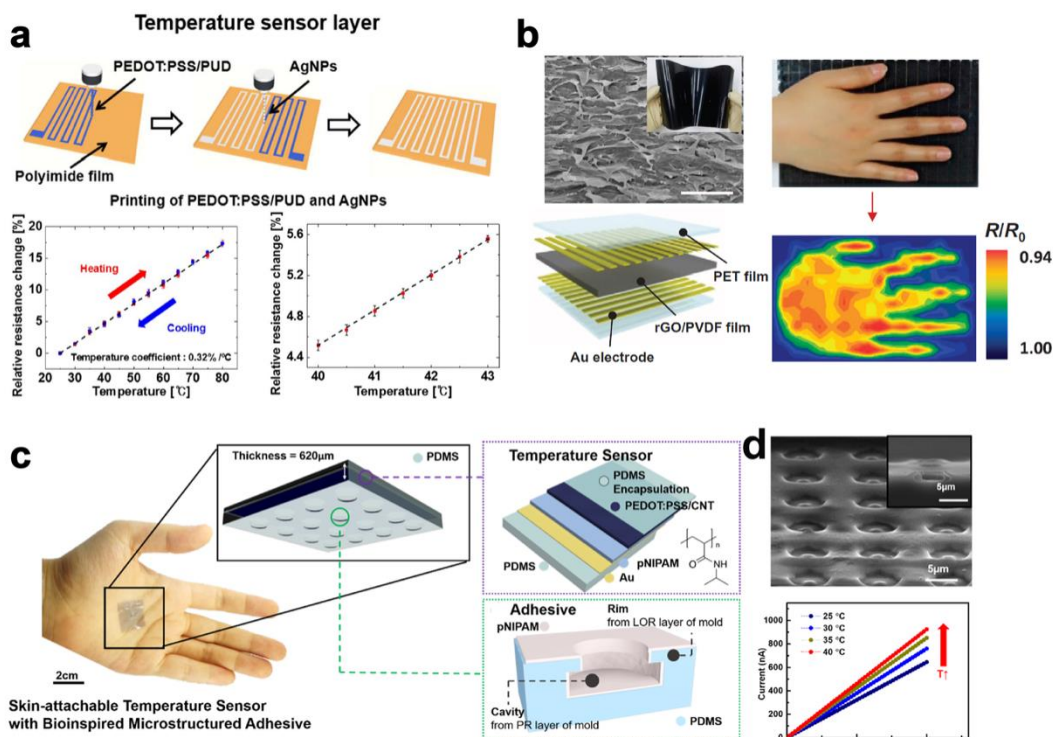 a
Temperature sensor layer
PEDOT:PSS/PUD
AgNPs
Polyimide film
Printing of PEDOT:PSS/PUD and AgNPs
Relative resistance change [%]
20
15
10
5
0
Heating
Cooling
Temperature coefficient : 0.32% /℃
20 30 40 50 60 70 80
Temperature [℃]
Relative resistance change [%]
5.6
5.2
4.8
4.4
40 41 42 43
Temperature [℃]
b
PET film
rGO/PVDF film
Au electrode
R/R0
0.94
1.00
c
Thickness = 620μm
PDMS
2cm
Skin-attachable Temperature Sensor
with Bioinspired Microstructured Adhesive
Temperature Sensor
PDMS
Encapsulation
PEDOT:PSS/CNT
PDMS
pNIPAM
Au
n
O
NH
Adhesive
pNIPAM
Rim
from LOR layer of mold
Cavity
from PR layer of mold
PDMS
d
5μm
5μm
Current (nA)
1000
800
600
400
200
0
25 °C
30 °C
35 °C
40 °C
T↑